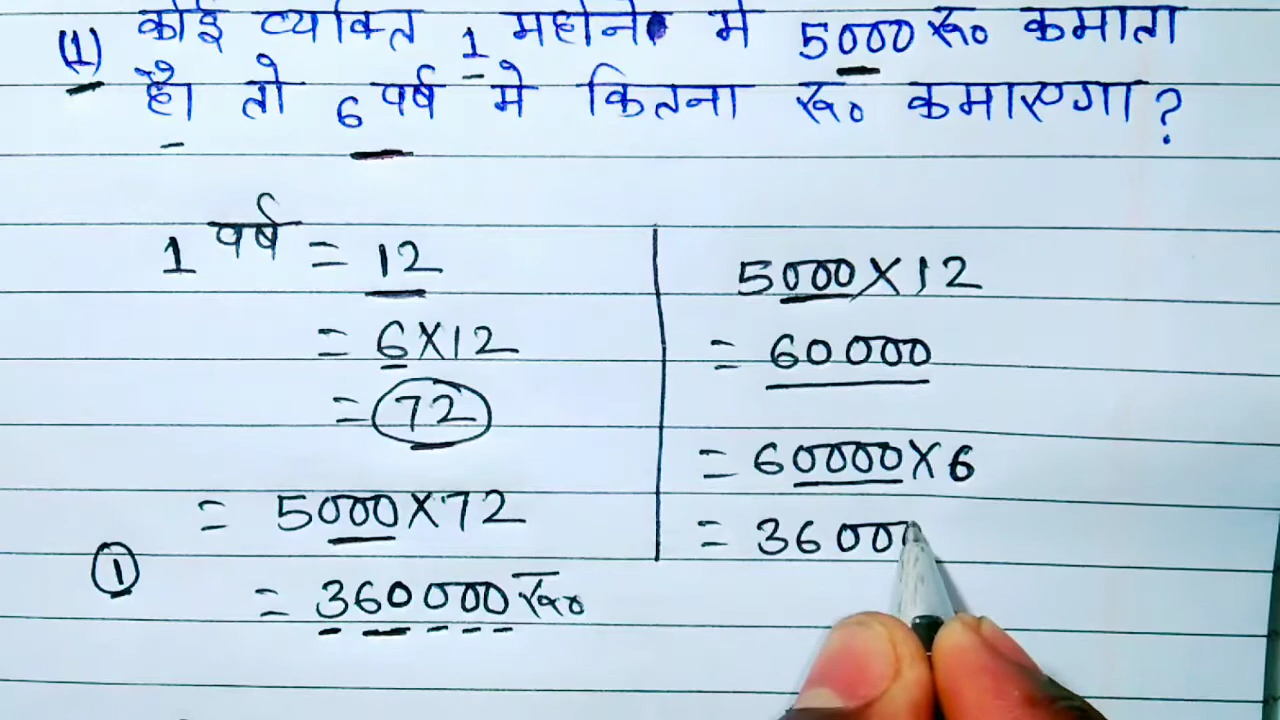 (1) कोई व्यक्ति 1 महीने मे 5000 रू० कमाता
है। तो 6 वर्ष मे कितना रू० कमाएगा ?
1 वर्ष = 12
= 6X12
= 72
= 5000X72
① = 360000 रू०
5000X12
= 60000
= 60000X6
= 36000